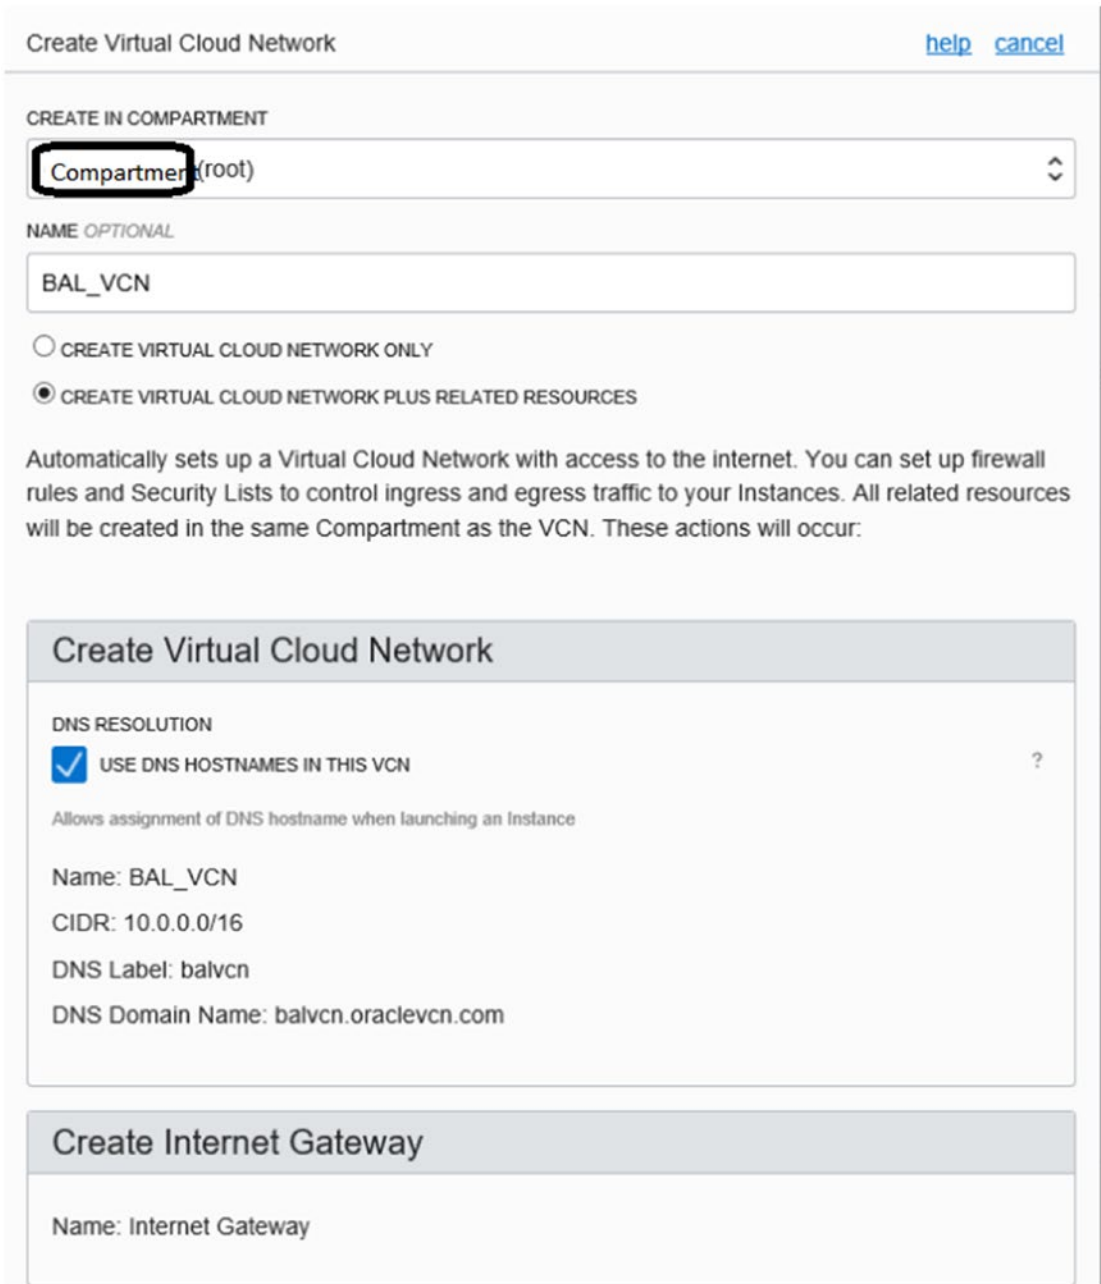 Create Virtual Cloud Network help cancel
CREATE IN COMPARTMENT
Compartment(root)
NAME OPTIONAL
BAL_VCN
CREATE VIRTUAL CLOUD NETWORK ONLY
CREATE VIRTUAL CLOUD NETWORK PLUS RELATED RESOURCES
Automatically sets up a Virtual Cloud Network with access to the internet. You can set up firewall
rules and Security Lists to control ingress and egress traffic to your Instances. All related resources
will be created in the same Compartment as the VCN. These actions will occur:
Create Virtual Cloud Network
DNS RESOLUTION
USE DNS HOSTNAMES IN THIS VCN ?
Allows assignment of DNS hostname when launching an Instance
Name: BAL_VCN
CIDR: 10.0.0.0/16
DNS Label: balvcn
DNS Domain Name: balvcn.oraclevcn.com
Create Internet Gateway
Name: Internet Gateway